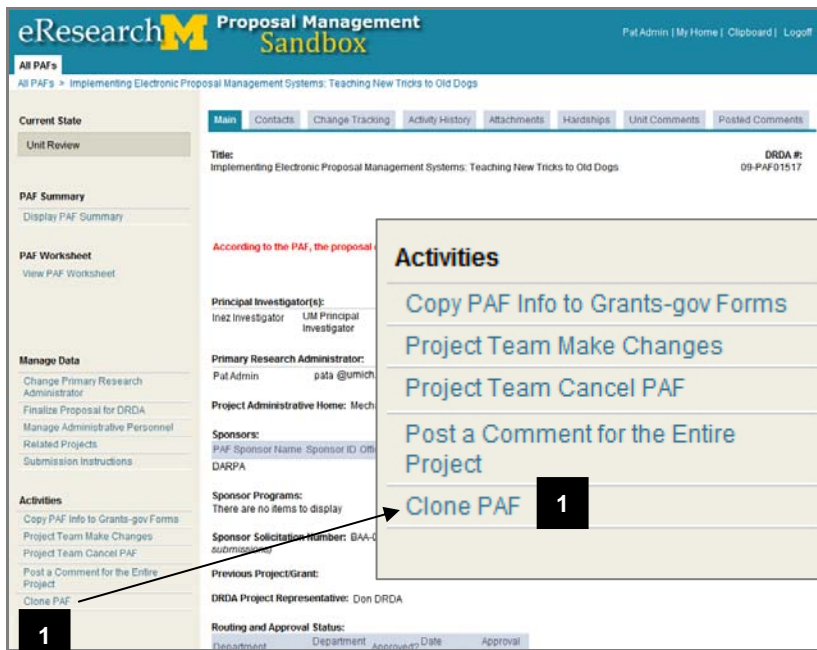 eResearch M Proposal Management
Sandbox
Pat Admin | My Home | Clipboard | Logoff
All PAFs
All PAFs > Implementing Electronic Proposal Management Systems: Teaching New Tricks to Old Dogs
Current State
Unit Review
PAF Summary
Display PAF Summary
PAF Worksheet
View PAF Worksheet
Manage Data
Change Primary Research
Administrator
Finalize Proposal for DRDA
Manage Administrative Personnel
Related Projects
Submission Instructions
Activities
Copy PAF Info to Grants-gov Forms
Project Team Make Changes
Project Team Cancel PAF
Post a Comment for the Entire
Project
Clone PAF
1
Main Contacts Change Tracking Activity History Attachments Hardships Unit Comments Posted Comments
Title:
Implementing Electronic Proposal Management Systems: Teaching New Tricks to Old Dogs
DRDA #:
09-PAF01517
According to the PAF, the proposal
Principal Investigator(s):
Inez Investigator UM Principal
Investigator
Primary Research Administrator:
Pat Admin pata @umich.
Project Administrative Home: Mech
Sponsors:
PAF Sponsor Name Sponsor ID Offi
DARPA
Sponsor Programs:
There are no items to display
Sponsor Solicitation Number: BAA-0
submissions)
Previous Project/Grant:
DRDA Project Representative: Don DRDA
Routing and Approval Status:
Department Department Approved? Date Approval
Activities
Copy PAF Info to Grants-gov Forms
Project Team Make Changes
Project Team Cancel PAF
Post a Comment for the Entire
Project
Clone PAF 1